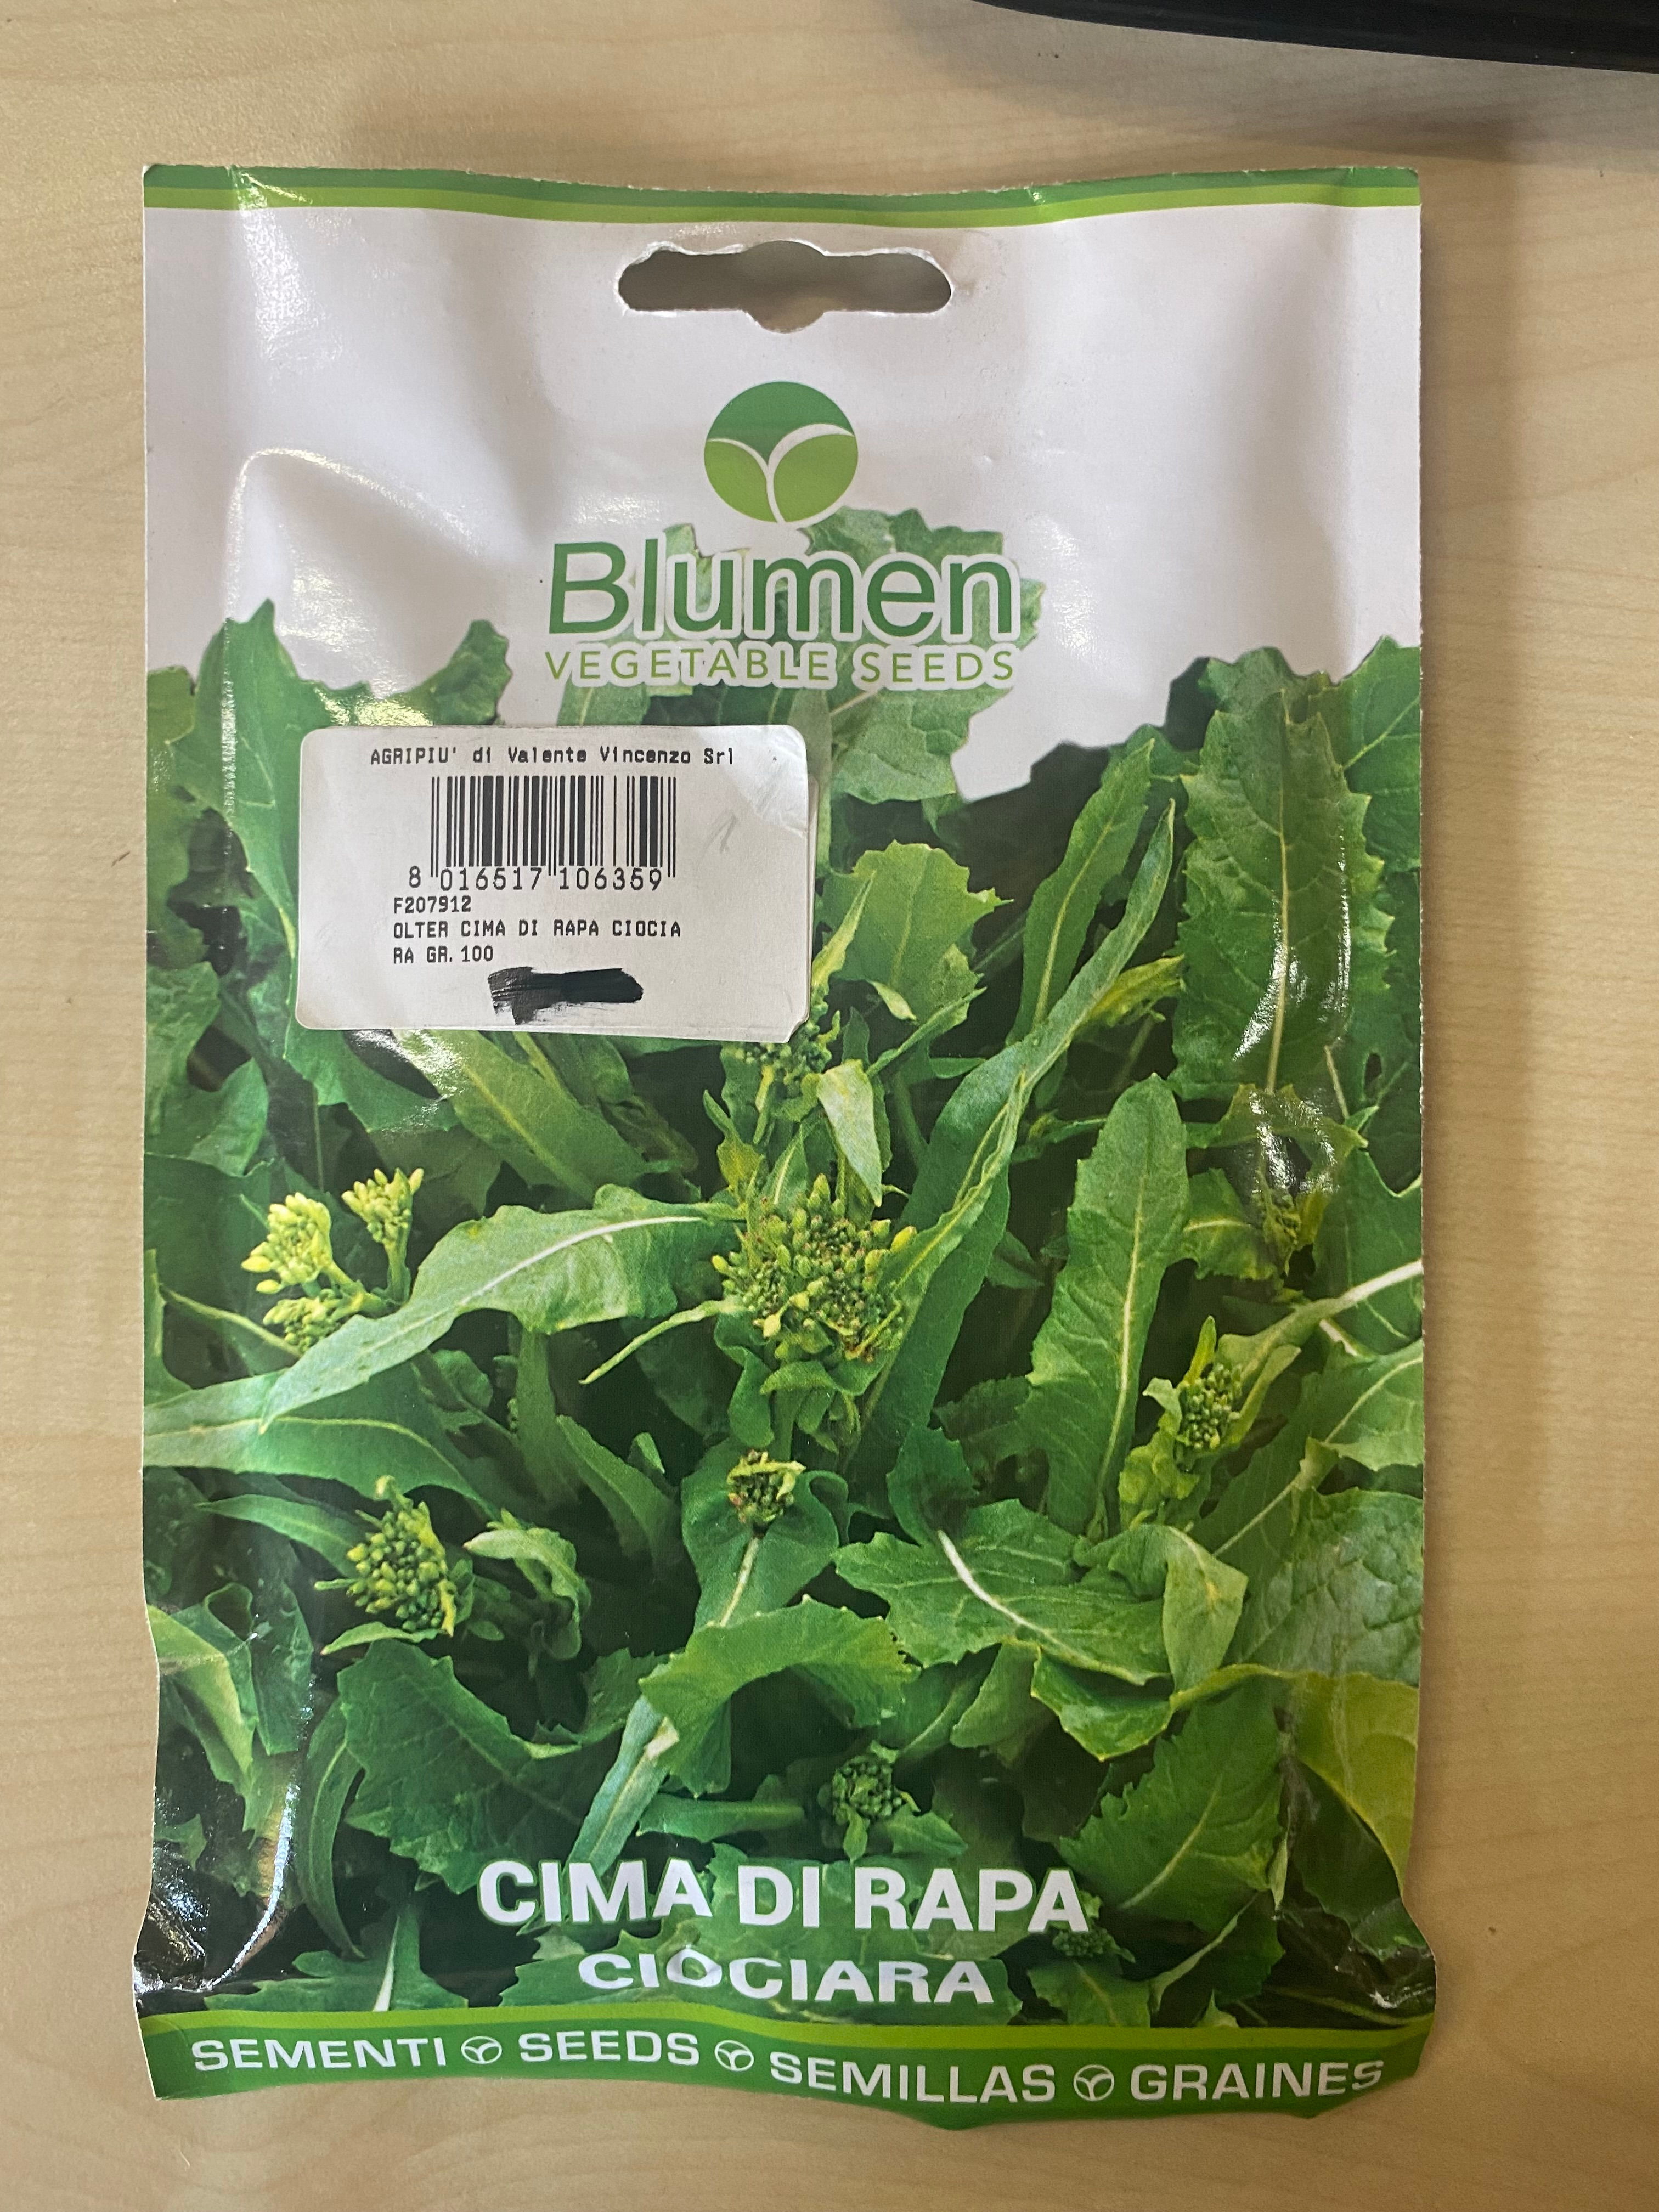 Blumen
VEGETABLE SEEDS
AGRIPIU' di Valente Vincenzo Srl
8 016517 106359
F207912
OLTER CIMA DI RAPA CIOCIA
RA GR.100
CIMA DI RAPA
CIÒCIARA
SEMENTI SEEDS SEMILLAS GRAINES